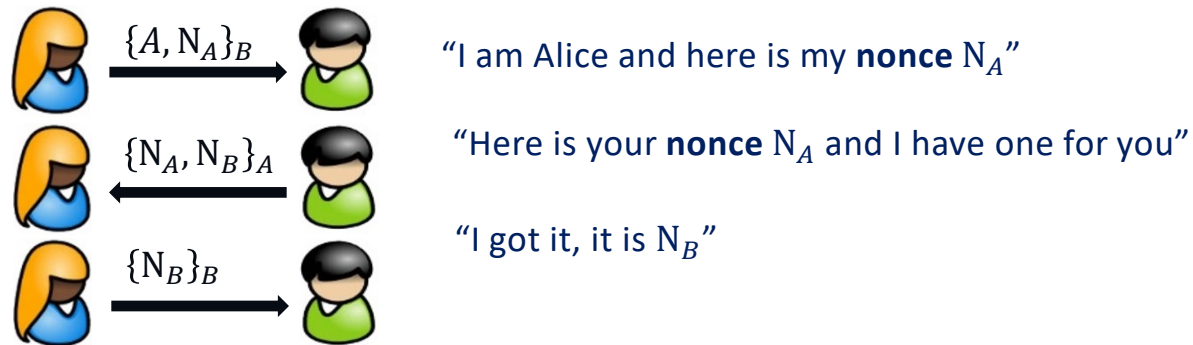 {A, N_A}_B "I am Alice and here is my nonce N_A"
{N_A, N_B}_A "Here is your nonce N_A and I have one for you"
{N_B}_B "I got it, it is N_B"